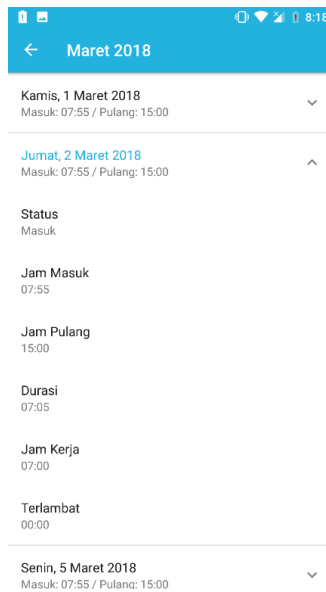 8:18
Maret 2018
Kamis, 1 Maret 2018
Masuk: 07:55 / Pulang: 15:00
Jumat, 2 Maret 2018
Masuk: 07:55 / Pulang: 15:00
Status
Masuk
Jam Masuk
07:55
Jam Pulang
15:00
Durasi
07:05
Jam Kerja
07:00
Terlambat
00:00
Senin, 5 Maret 2018
Masuk: 07:55 / Pulang: 15:00